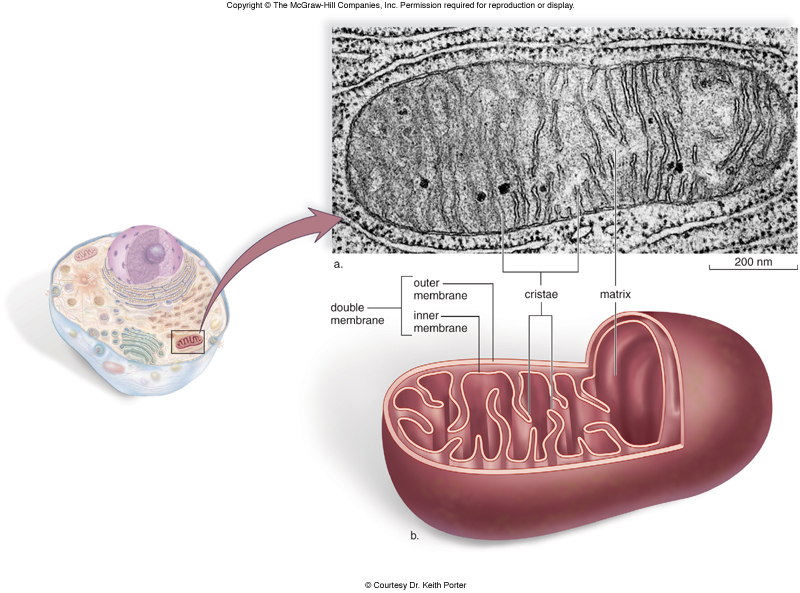 Copyright © The McGraw-Hill Companies, Inc. Permission required for reproduction or display.
a.
200 nm
double
membrane
outer
membrane
inner
membrane
cristae
matrix
b.
© Courtesy Dr. Keith Porter